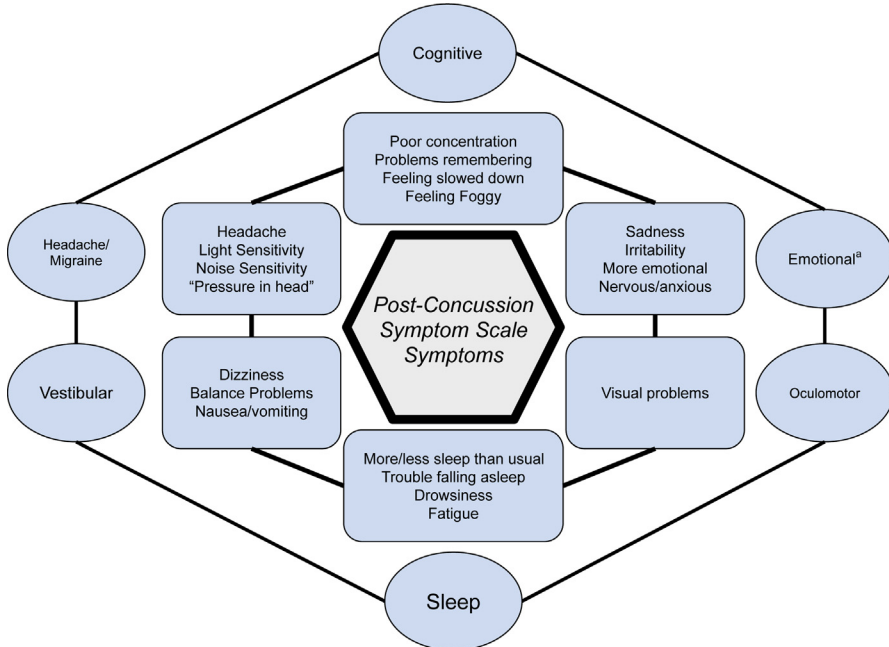 Cognitive
Poor concentration
Problems remembering
Feeling slowed down
Feeling Foggy
Headache/
Migraine
Headache
Light Sensitivity
Noise Sensitivity
“Pressure in head”
Sadness
Irritability
More emotional
Nervous/anxious
Emotionalª
Post-Concussion
Symptom Scale
Symptoms
Vestibular
Dizziness
Balance Problems
Nausea/vomiting
Visual problems
Oculomotor
More/less sleep than usual
Trouble falling asleep
Drowsiness
Fatigue
Sleep